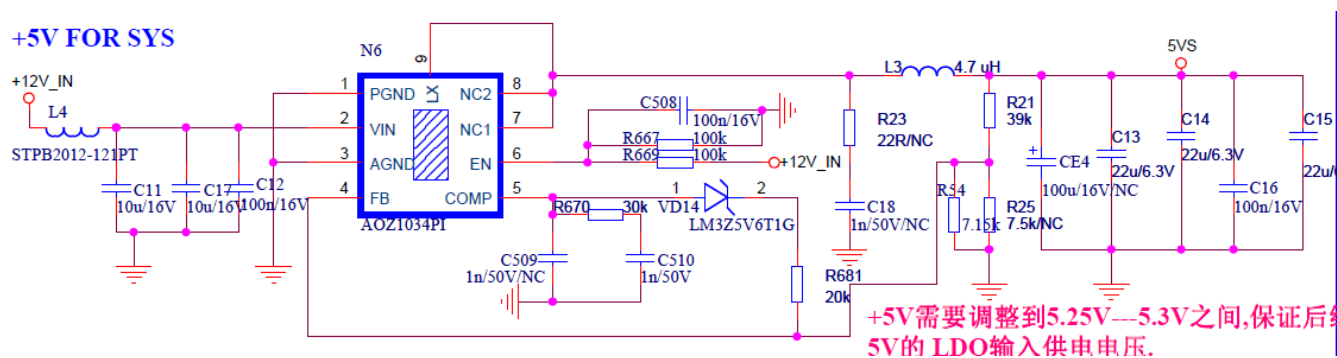 +5V FOR SYS
+12V_IN
L4
STPB2012-121PT
C11
10u/16V
C17
10u/16V
C12
100n/16V
N6
9
LX
1
PGND
2
VIN
3
AGND
4
FB
NC2
8
NC1
7
EN
6
COMP
5
AOZ1034PI
C508
100n/16V
R667
100k
R669
100k
+12V_IN
R670
30k
C509
1n/50V/NC
C510
1n/50V
1
VD14
2
LM3Z5V6T1G
R681
20k
R23
22R/NC
C18
1n/50V/NC
L3
4.7 uH
R21
39k
R54
7.15k
R25
7.5k/NC
5VS
CE4
100u/16V/NC
C13
22u/6.3V
C14
22u/6.3V
C16
100n/16V
C15
+5V需要调整到5.25V---5.3V之间,保证后
5V的 LDO输入供电电压.